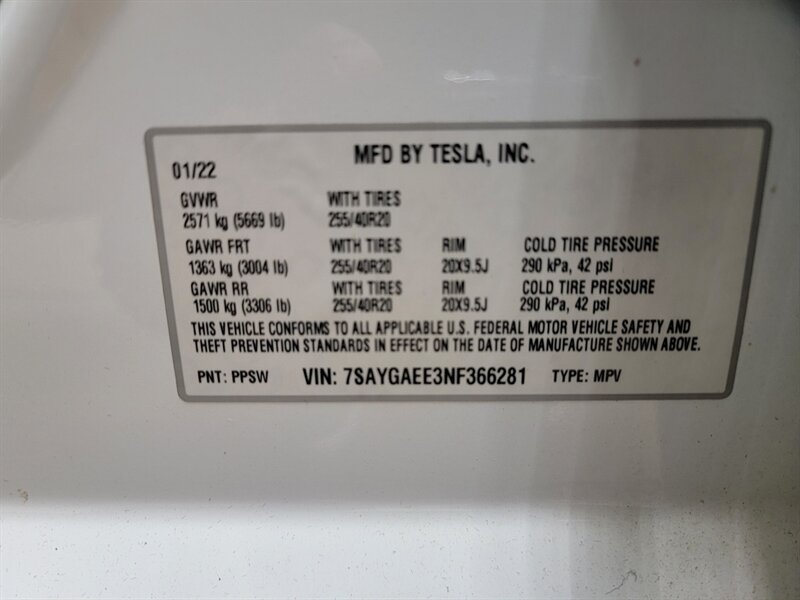 MFD BY TESLA, INC.
01/22
GVWR WITH TIRES
2571 kg (5669 lb) 255/40R20
GAWR FRT WITH TIRES RIM COLD TIRE PRESSURE
1363 kg (3004 lb) 255/40R20 20X9.5J 290 kPa, 42 psi
GAWR RR WITH TIRES RIM COLD TIRE PRESSURE
1500 kg (3306 lb) 255/40R20 20X9.5J 290 kPa, 42 psi
THIS VEHICLE CONFORMS TO ALL APPLICABLE U.S. FEDERAL MOTOR VEHICLE SAFETY AND
THEFT PREVENTION STANDARDS IN EFFECT ON THE DATE OF MANUFACTURE SHOWN ABOVE.
PNT: PPSW VIN: 7SAYGAEE3NF366281 TYPE: MPV